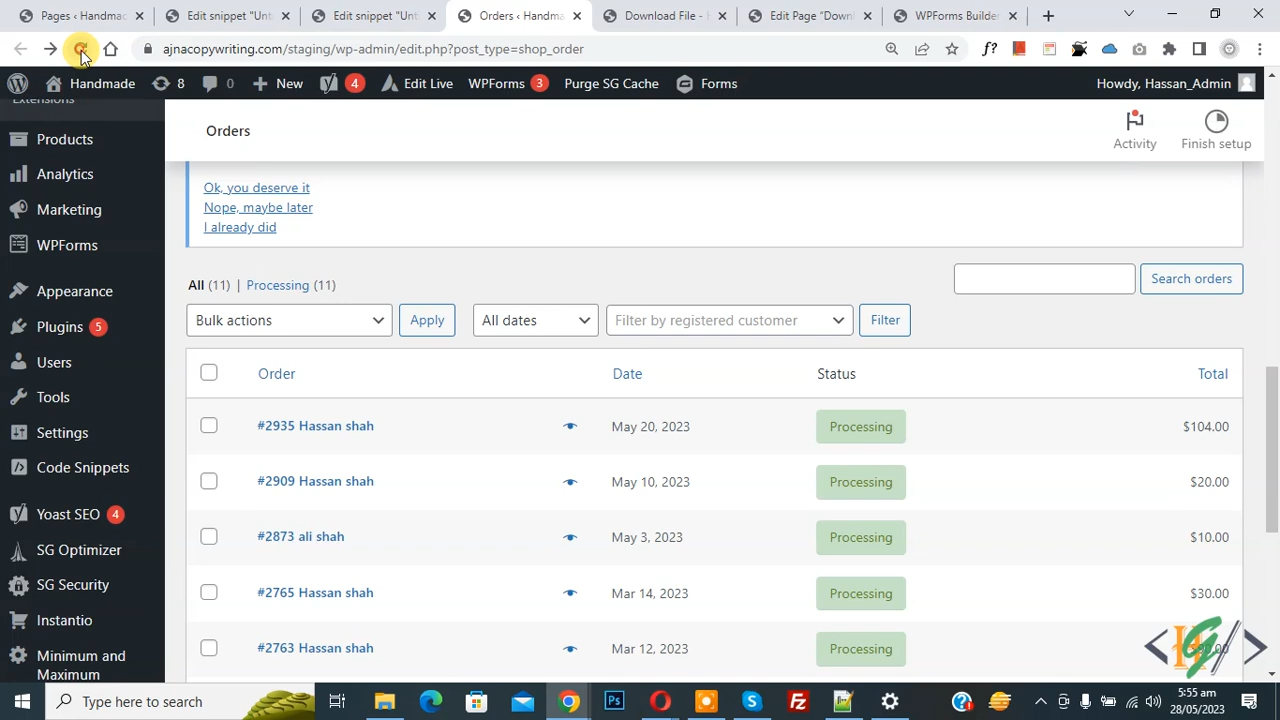 Pages ‹ Handmac
Edit snippet "Unt
Edit snippet "Unt
Orders ‹ Handma
Download File - H
Edit Page "Downl
WPForms Builder
ajnacopywriting.com/staging/wp-admin/edit.php?post_type=shop_order
f?
Handmade
8
0
New
4
Edit Live
WPForms 3
Purge SG Cache
Forms
Howdy, Hassan_Admin
Extensions
Products
Analytics
Marketing
WPForms
Appearance
Plugins 5
Users
Tools
Settings
Code Snippets
Yoast SEO 4
SG Optimizer
SG Security
Instantio
Minimum and
Maximum
Orders
Activity
Finish setup
Ok, you deserve it
Nope, maybe later
I already did
All (11) | Processing (11)
Search orders
Bulk actions
Apply
All dates
Filter by registered customer
Filter
Order Date Status Total
#2935 Hassan shah May 20, 2023 Processing $104.00
#2909 Hassan shah May 10, 2023 Processing $20.00
#2873 ali shah May 3, 2023 Processing $10.00
#2765 Hassan shah Mar 14, 2023 Processing $30.00
#2763 Hassan shah Mar 12, 2023 Processing
Type here to search
Ps
5:55 am
28/05/2023